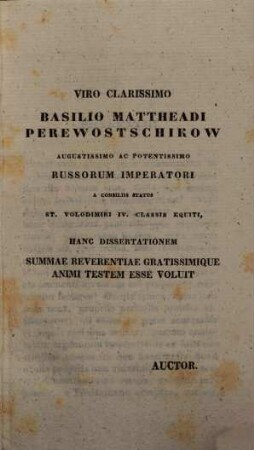 VIRO CLARISSIMO
BASILIO MATTHEADI
PEREWOSTSCHIKOW
AUGUSTISSIMO AC POTENTISSIMO
RUSSORUM IMPERATORI
A CONSILIIS STATUS
ST. VOLODIMIRI IV. CLASSIS EQUITI,
HANC DISSERTATIONEM
SUMMAE REVERENTIAE GRATISSIMIQUE
ANIMI TESTEM ESSE VOLUIT
AUCTOR.